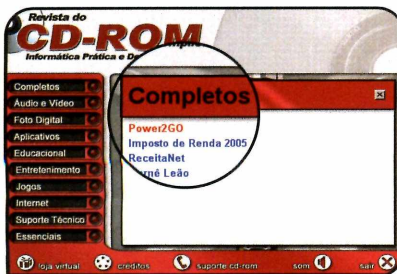 Revista do
CD-ROM
Informática Prática e De
Completos
Áudio e Vídeo
Foto Digital
Aplicativos
Educacional
Entretenimento
Jogos
Internet
Suporte Técnico
Essenciais
Completos
Power2GO
Imposto de Renda 2005
ReceitaNet
Leão
loja virtual
créditos
suporte cd-rom
som
sair